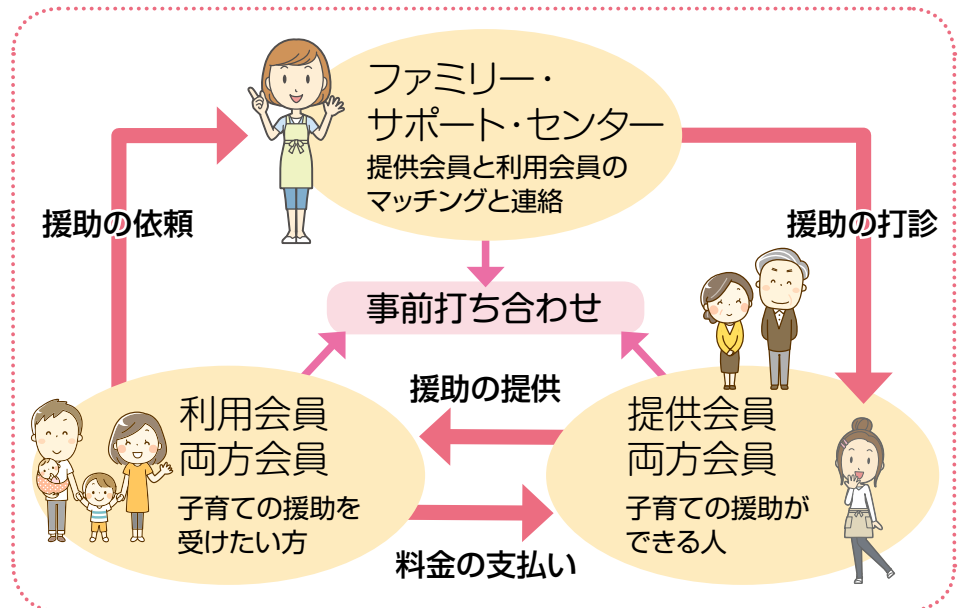 ファミリー・
サポート・センター
提供会員と利用会員の
マッチングと連絡
援助の依頼
援助の打診
事前打ち合わせ
援助の提供
利用会員
両方会員
子育ての援助を
受けたい方
提供会員
両方会員
子育ての援助が
できる人
料金の支払い